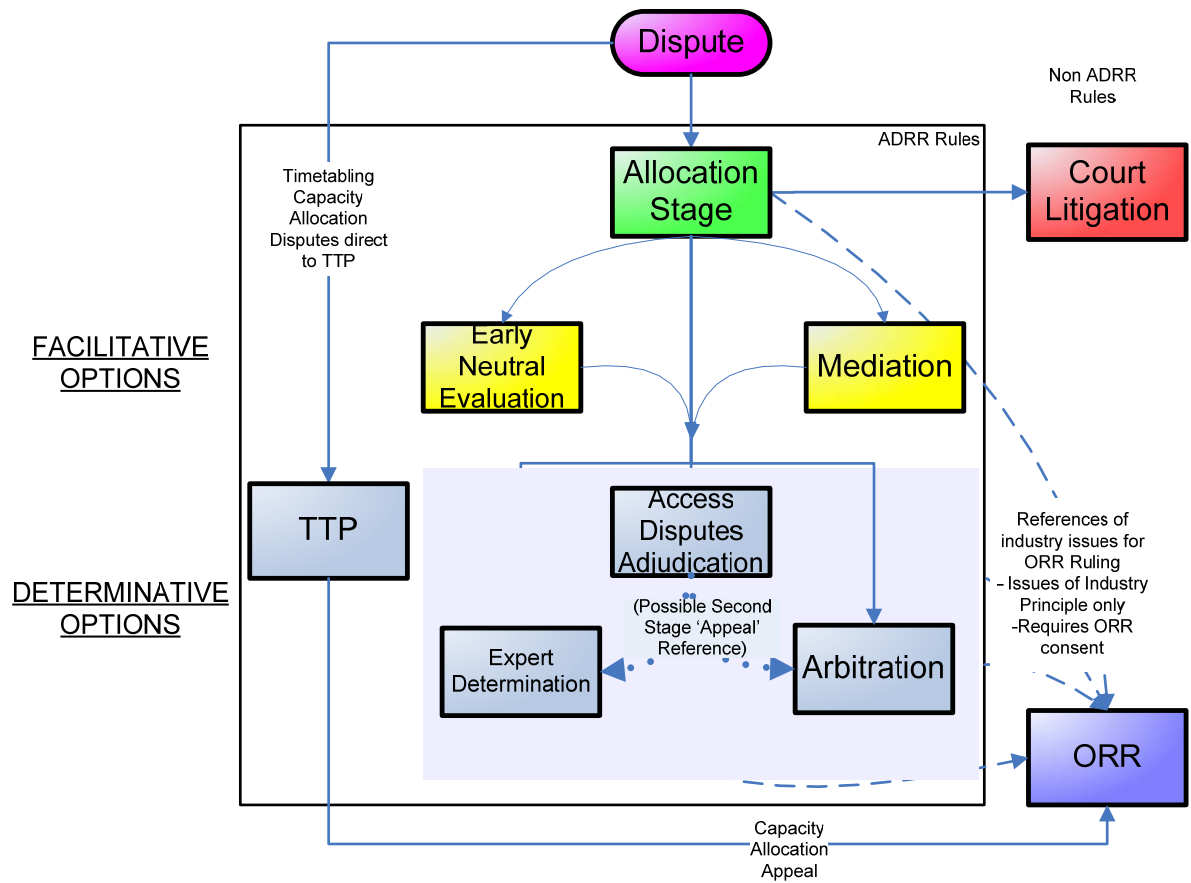 Dispute
Non ADRR
Rules
ADRR Rules
Timetabling
Capacity
Allocation
Disputes direct
to TTP
Allocation
Stage
Court
Litigation
FACILITATIVE
OPTIONS
Early
Neutral
Evaluation
Mediation
TTP
Access
Disputes
Adjudication
References of
industry issues for
ORR Ruling
– Issues of Industry
Principle only
-Requires ORR
consent
DETERMINATIVE
OPTIONS
(Possible Second
Stage ‘Appeal’
Reference)
Expert
Determination
Arbitration
ORR
Capacity
Allocation
Appeal